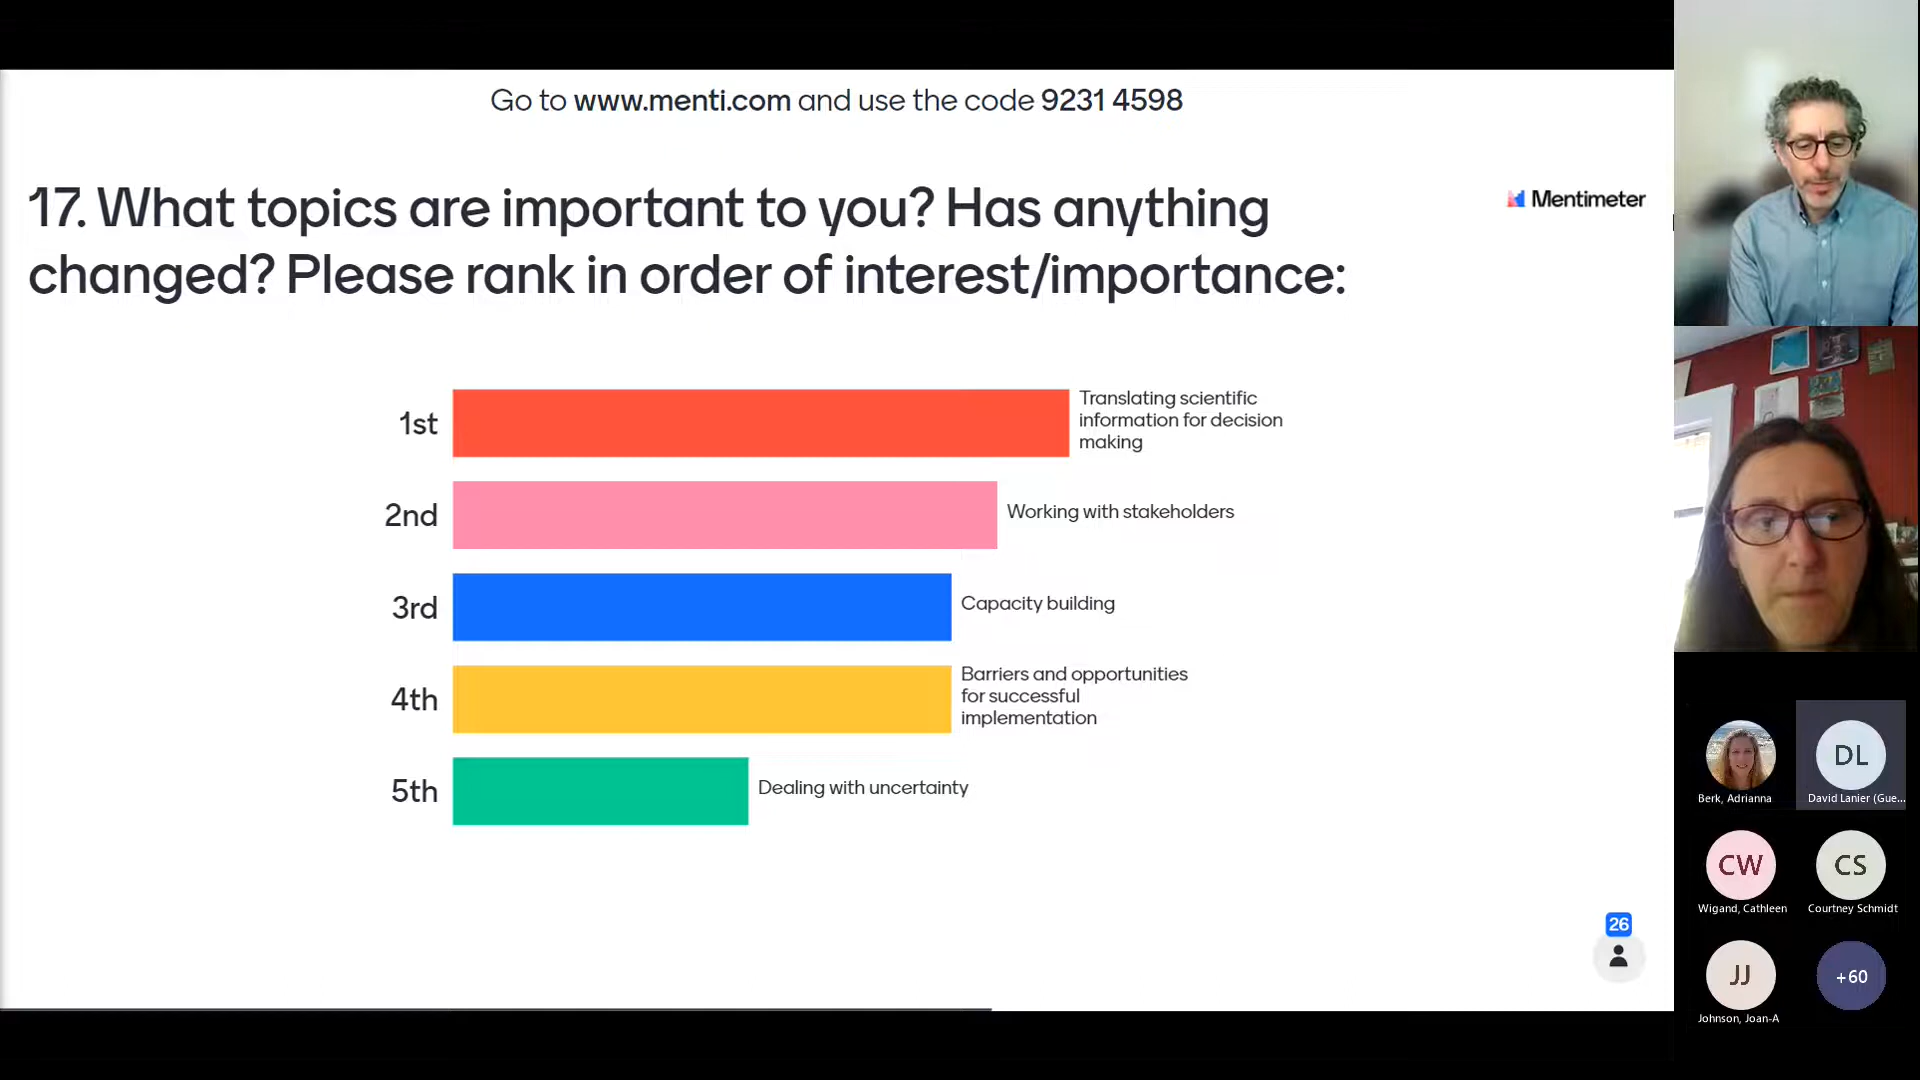 Go to www.menti.com and use the code 9231 4598
17. What topics are important to you? Has anything
changed? Please rank in order of interest/importance:
Mentimeter
1st
Translating scientific
information for decision
making
2nd
Working with stakeholders
3rd
Capacity building
4th
Barriers and opportunities
for successful
implementation
5th
Dealing with uncertainty
26
Berk, Adrianna
DL
David Lanier (Gue...
CW
Wigand, Cathleen
CS
Courtney Schmidt
JJ
Johnson, Joan-A
+60